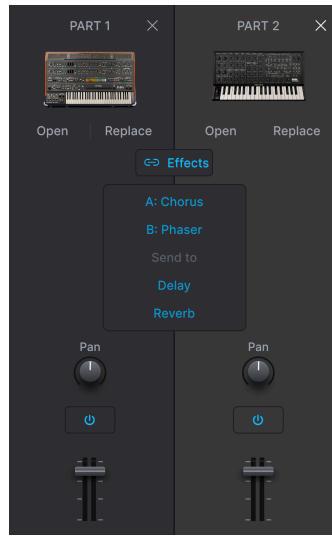 PART 1 PART 2
Open Replace Open Replace
Effects
A: Chorus
B: Phaser
Send to
Delay
Reverb
Pan Pan